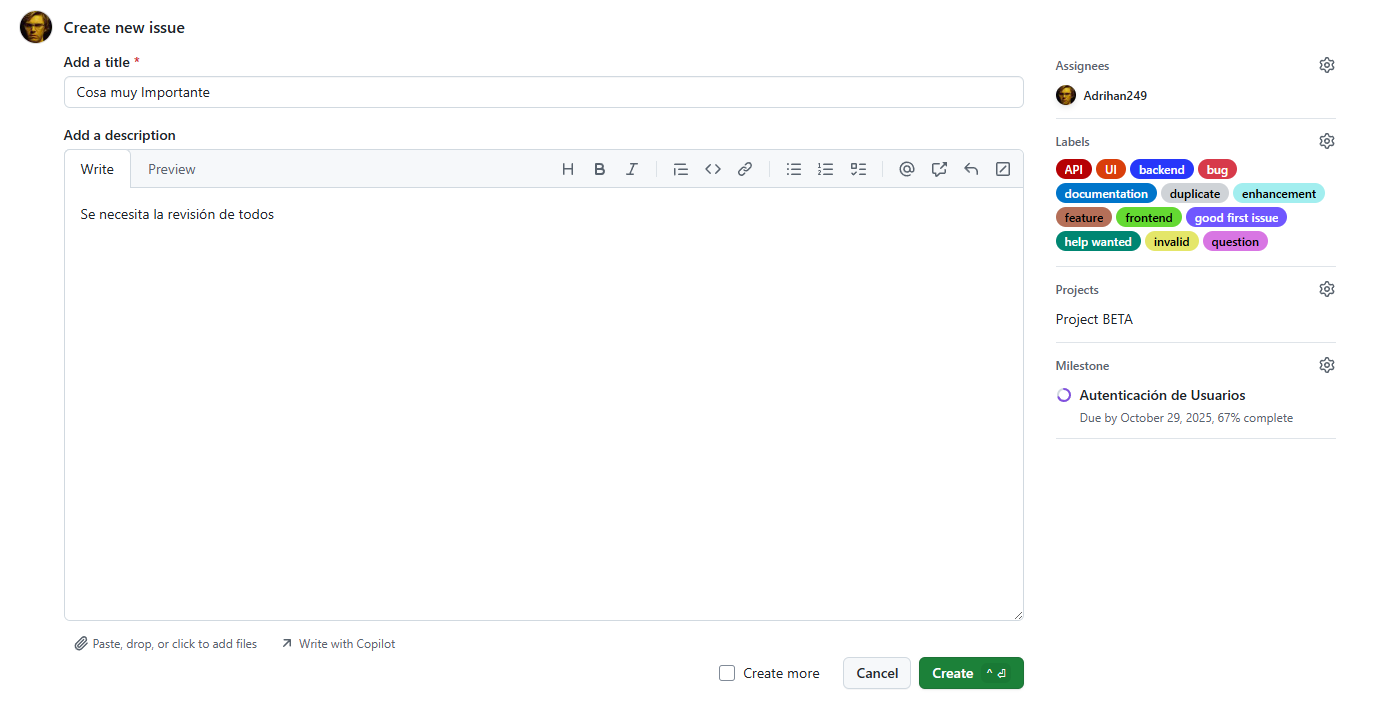 Create new issue
Add a title *
Cosa muy Importante
Add a description
Write Preview
Se necesita la revisión de todos
Paste, drop, or click to add files Write with Copilot
Create more Cancel Create
Assignees
Adrihan249
Labels
API UI backend bug
documentation duplicate enhancement
feature frontend good first issue
help wanted invalid question
Projects
Project BETA
Milestone
Autenticación de Usuarios
Due by October 29, 2025, 67% complete